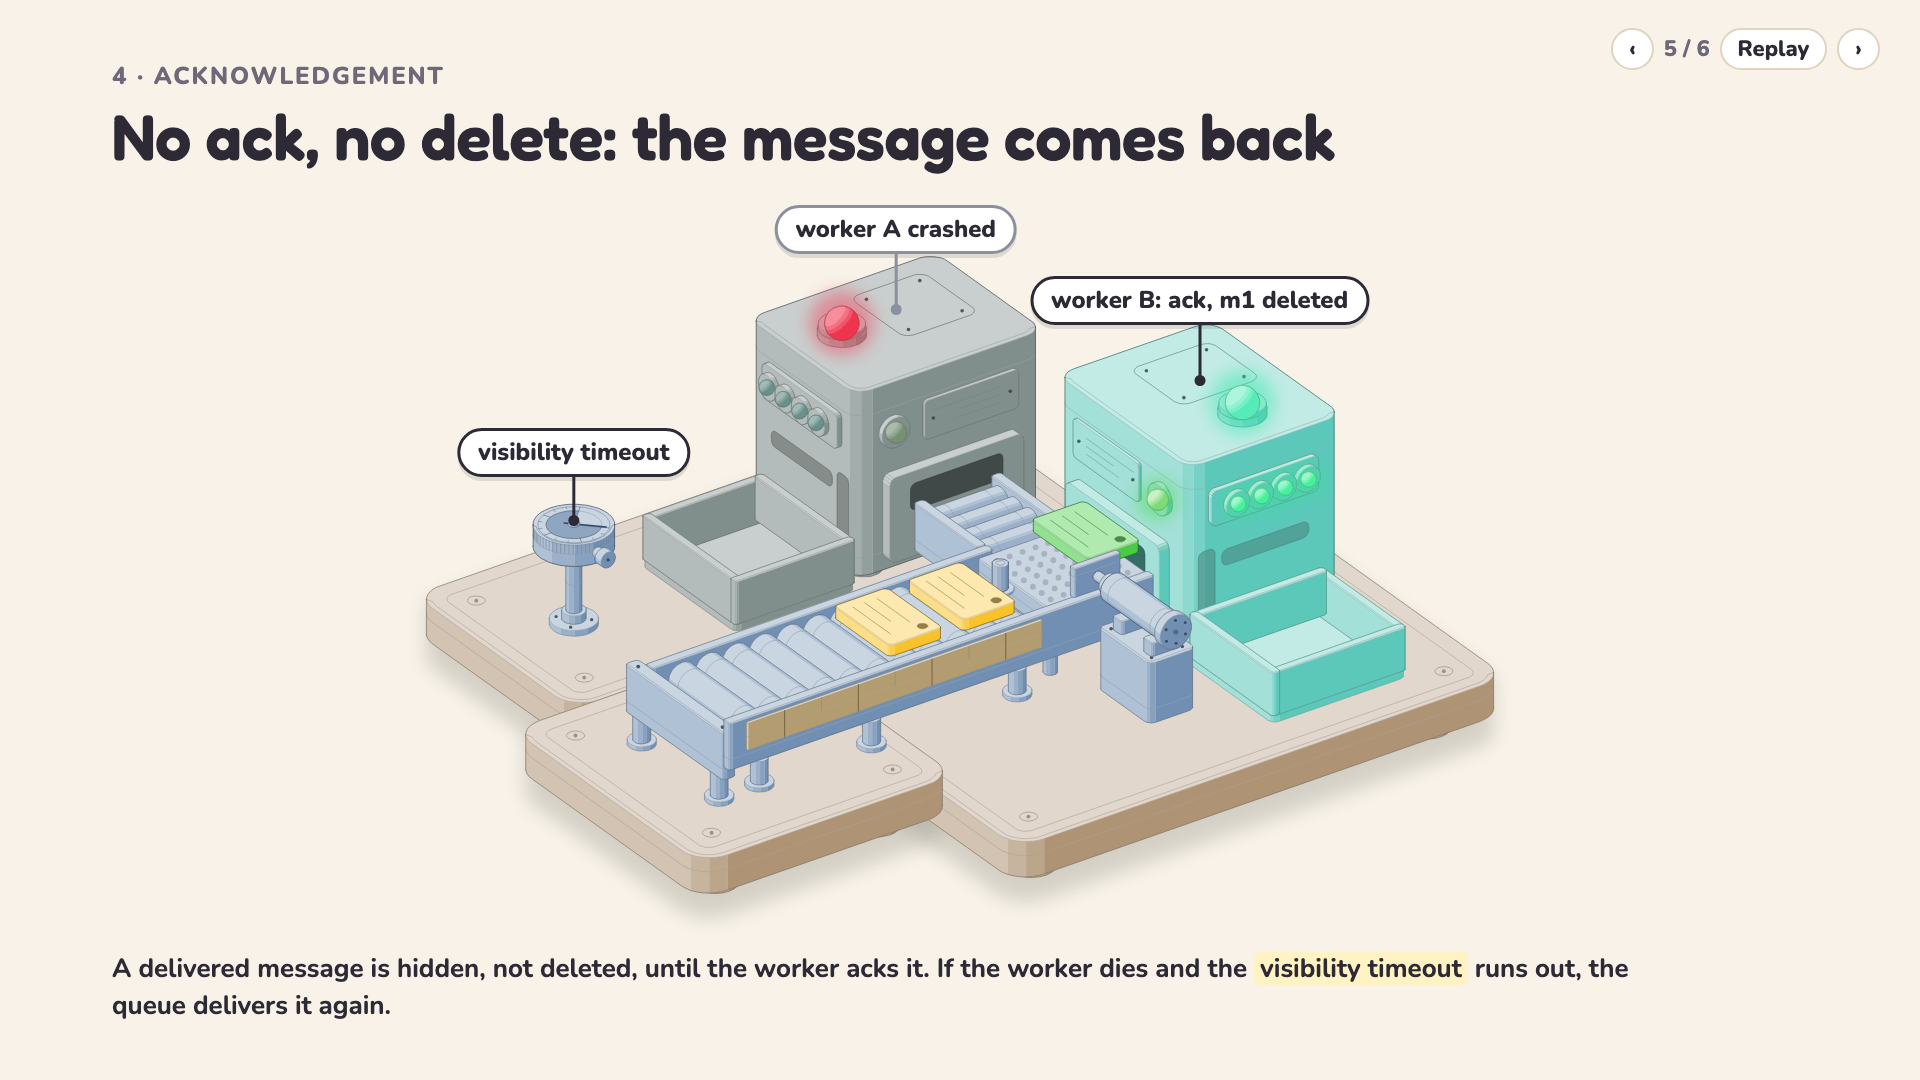 4 · ACKNOWLEDGEMENT
‹ 5 / 6 Replay ›
No ack, no delete: the message comes back
worker A crashed
worker B: ack, m1 deleted
visibility timeout
A delivered message is hidden, not deleted, until the worker acks it. If the worker dies and the visibility timeout runs out, the
queue delivers it again.